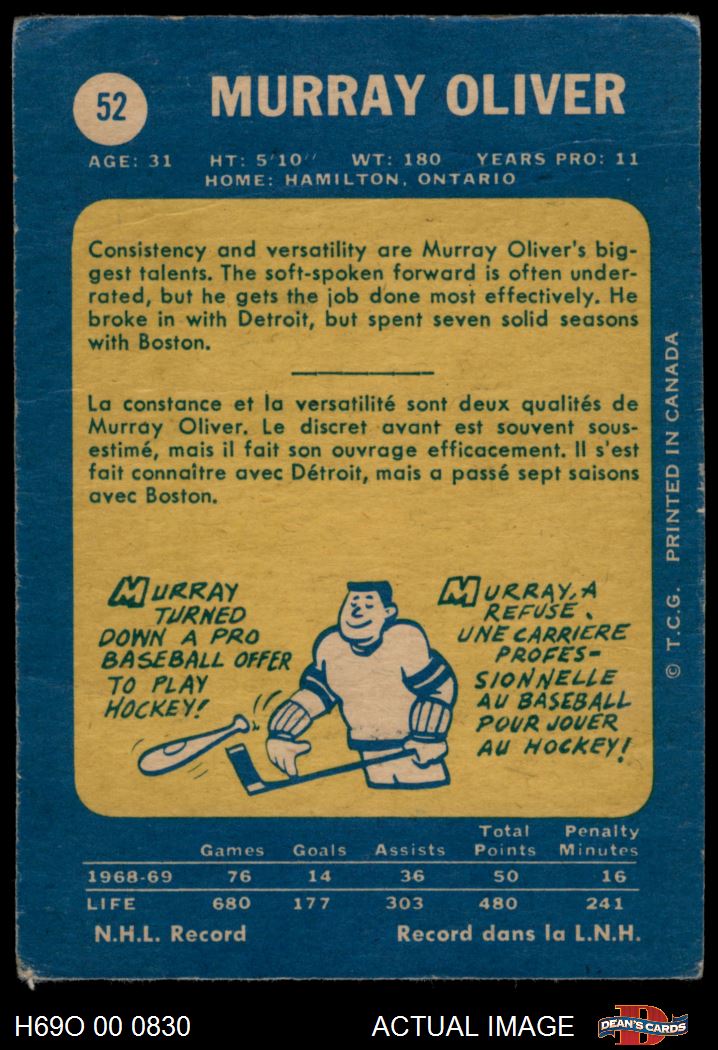 52
MURRAY OLIVER
AGE: 31 HT: 5'10'' WT: 180 YEARS PRO: 11
HOME: HAMILTON, ONTARIO
Consistency and versatility are Murray Oliver's big-
gest talents. The soft-spoken forward is often under-
rated, but he gets the job done most effectively. He
broke in with Detroit, but spent seven solid seasons
with Boston.
La constance et la versatilité sont deux qualités de
Murray Oliver. Le discret avant est souvent sous-
estimé, mais il fait son ouvrage efficacement. Il s'est
fait connaître avec Détroit, mais a passé sept saisons
avec Boston.
MURRAY
TURNED
DOWN A PRO
BASEBALL OFFER
TO PLAY
HOCKEY!
MURRAY, A
REFUSÉ
UNE CARRIÈRE
PROFES-
SIONNELLE
AU BASEBALL
POUR JOUER
AU HOCKEY!
© T.C.G. PRINTED IN CANADA
Games Goals Assists Total Points Penalty Minutes
1968-69 76 14 36 50 16
LIFE 680 177 303 480 241
N.H.L. Record Record dans la L.N.H.
H69O 00 0830 ACTUAL IMAGE
D
DEAN'S CARDS